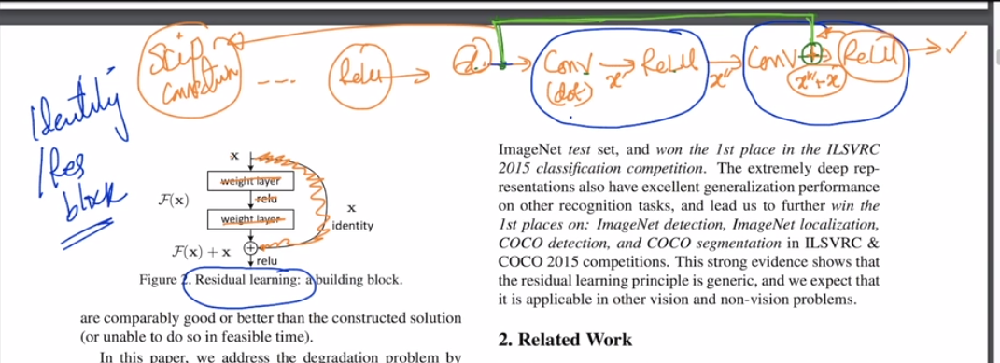 Skip
Connection
Relu
x
Conv
(dot)
x'
ReLU
x''
Conv
+
ReLU
x''' + x
Identity
/Res
block
x
weight layer
F(x)
relu
weight layer
x
identity
F(x) + x
relu
Figure 2. Residual learning: a building block.
are comparably good or better than the constructed solution
(or unable to do so in feasible time).
In this paper, we address the degradation problem by
ImageNet test set, and won the 1st place in the ILSVRC
2015 classification competition. The extremely deep rep-
resentations also have excellent generalization performance
on other recognition tasks, and lead us to further win the
1st places on: ImageNet detection, ImageNet localization,
COCO detection, and COCO segmentation in ILSVRC &
COCO 2015 competitions. This strong evidence shows that
the residual learning principle is generic, and we expect that
it is applicable in other vision and non-vision problems.
2. Related Work